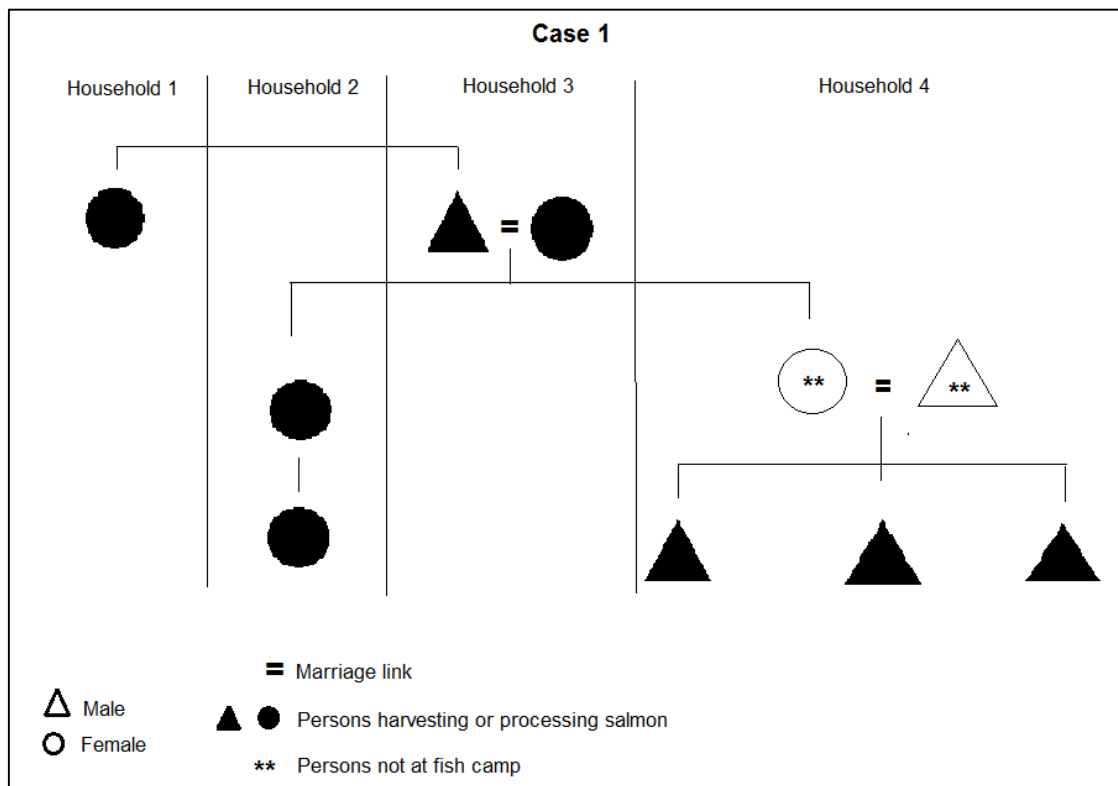 Case 1
Household 1
Household 2
Household 3
Household 4
=
** = **
= Marriage link
Male
Persons harvesting or processing salmon
Female
** Persons not at fish camp